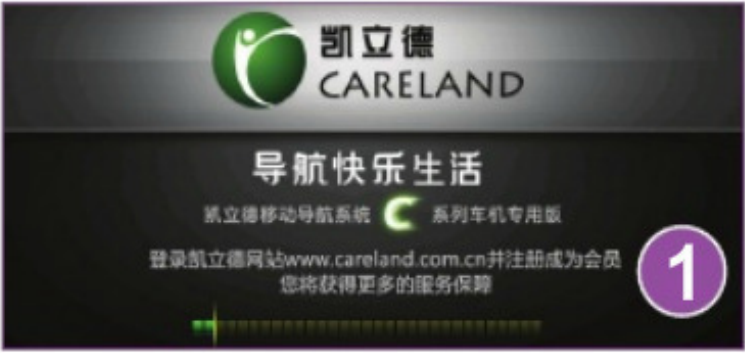 凯立德
CARELAND
导航快乐生活
凯立德移动导航系统 C 系列车机专用版
登录凯立德网站www.careland.com.cn并注册成为会员
您将获得更多的服务保障
1